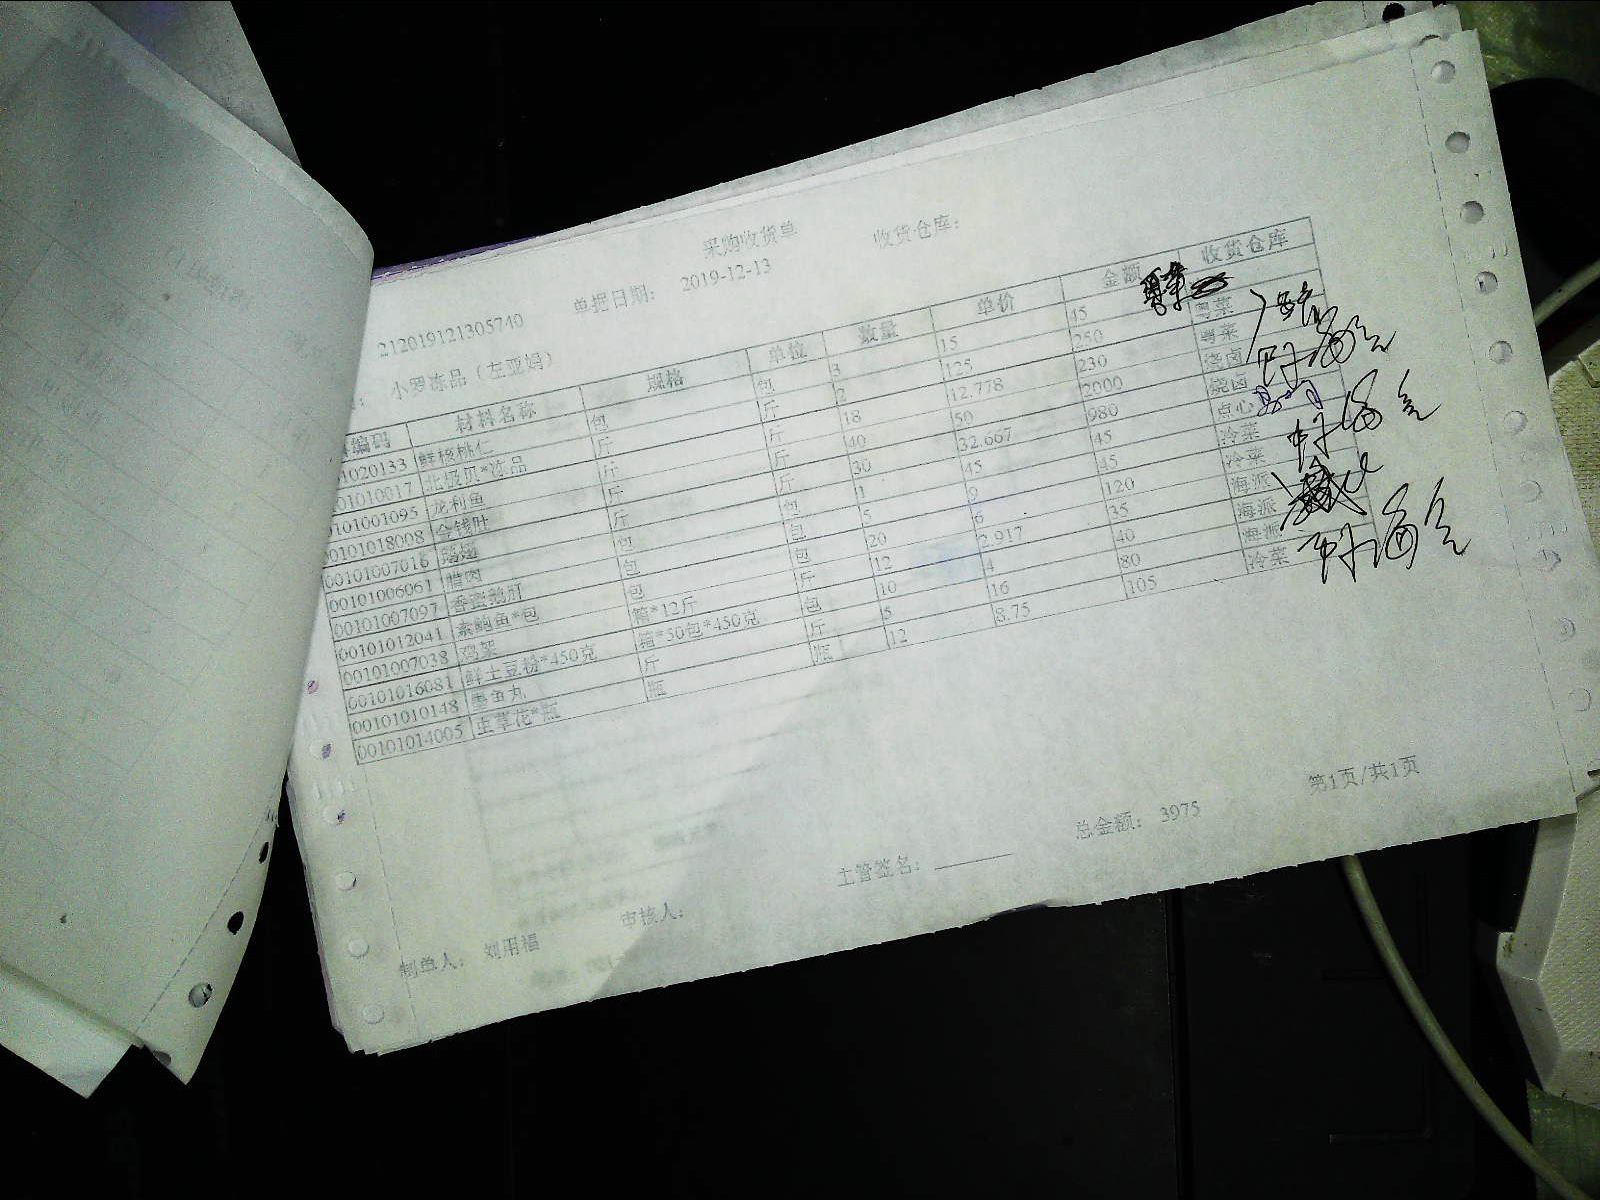 采购收货单
212019121305740 单据日期： 2019-12-13 收货仓库：
小罗冻品（左亚娟）
编码 材料名称 规格 单位 数量 单价 金额 收货仓库
01020133 鲜核桃仁 包 包 3 15 45 粤菜
01010017 北极贝*冻品 斤 斤 2 125 250 粤菜
0101001095 龙利鱼 斤 斤 18 12.778 230 烧卤
00101018008 金钱肚 斤 斤 40 50 2000 烧卤
00101007016 斤 斤 30 32.667 980 点心
00101006061 腊肉 包 包 1 45 45 冷菜
00101007097 香蜜鹅肝 包 包 5 9 45 冷菜
00101012041 素鲍鱼*包 包 包 20 6 120 海派
00101007038 鸡架 箱*12斤 斤 12 2.917 35 海派
00101016081 鲜土豆粉*450克 箱*50包*450克 包 10 4 40 海派
00101010148 墨鱼丸 斤 斤 5 16 80 冷菜
00101014005 虫草花*瓶 瓶 瓶 12 8.75 105
总金额： 3975 第1页/共1页
制单人： 刘用福 审核人： 主管签名：